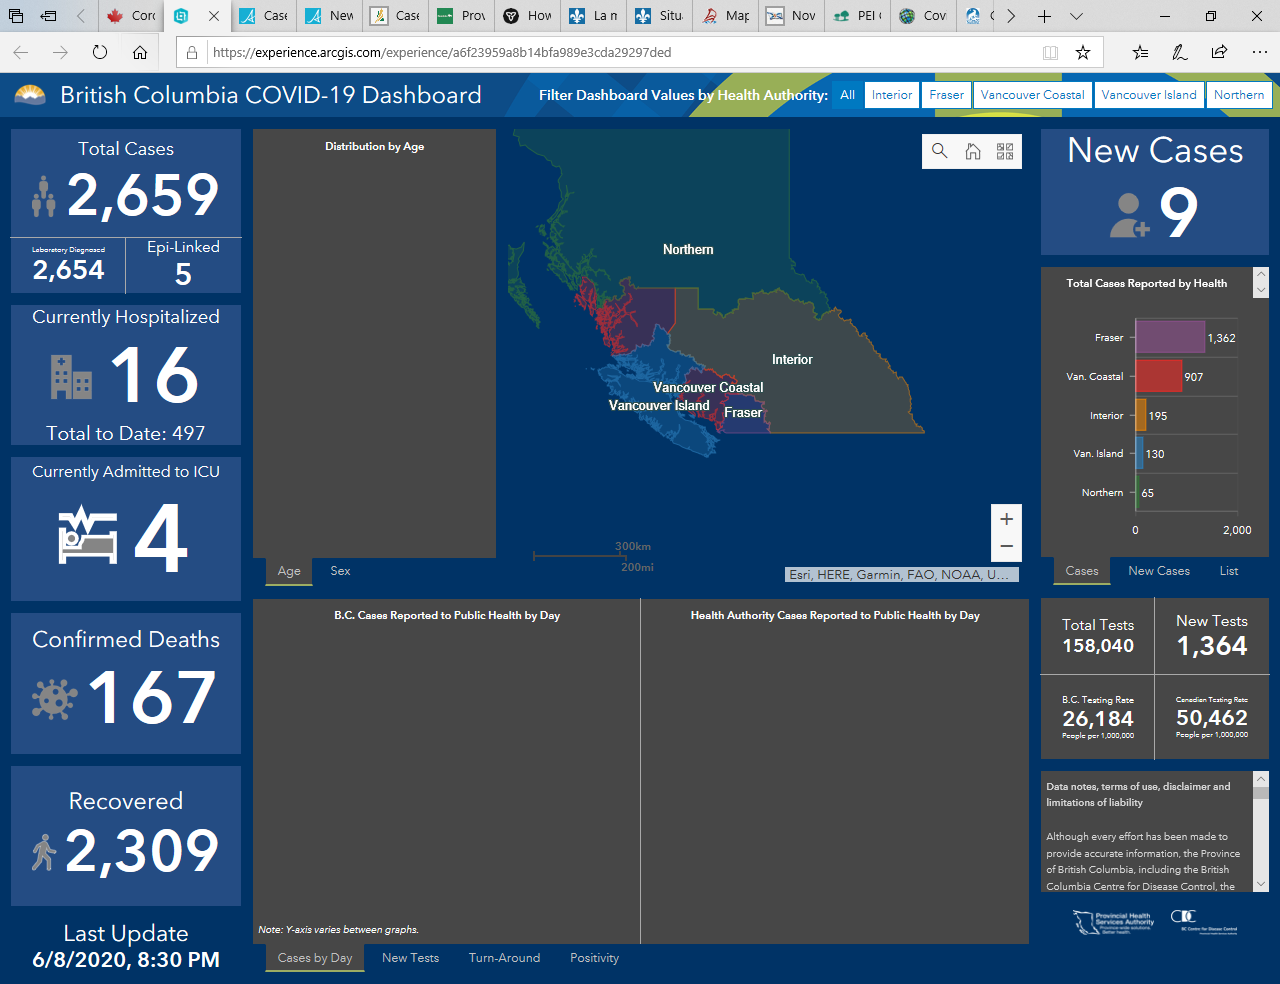 Coro
Case
New
Case
Prov
How
La m
Situa
Map
Nov
PEI C
Covi
C
https://experience.arcgis.com/experience/a6f23959a8b14bfa989e3cda29297ded
British Columbia COVID-19 Dashboard
Filter Dashboard Values by Health Authority: All Interior Fraser Vancouver Coastal Vancouver Island Northern
Total Cases
2,659
Laboratory Diagnosed
2,654
Epi-Linked
5
Currently Hospitalized
16
Total to Date: 497
Currently Admitted to ICU
4
Confirmed Deaths
167
Recovered
2,309
Last Update
6/8/2020, 8:30 PM
Distribution by Age
Age Sex
Northern
Interior
Vancouver Coastal
Vancouver Island
Fraser
300km
200mi
Esri, HERE, Garmin, FAO, NOAA, U...
B.C. Cases Reported to Public Health by Day
Note: Y-axis varies between graphs.
Health Authority Cases Reported to Public Health by Day
Cases by Day New Tests Turn-Around Positivity
New Cases
9
Total Cases Reported by Health
Fraser 1,362
Van. Coastal 907
Interior 195
Van. Island 130
Northern 65
0 2,000
Cases New Cases List
Total Tests
158,040
New Tests
1,364
B.C. Testing Rate
26,184
People per 1,000,000
Canadian Testing Rate
50,462
People per 1,000,000
Data notes, terms of use, disclaimer and
limitations of liability
Although every effort has been made to
provide accurate information, the Province
of British Columbia, including the British
Columbia Centre for Disease Control, the
Provincial Health
Services Authority
Province-wide solutions.
Better health.
BC Centre for Disease Control